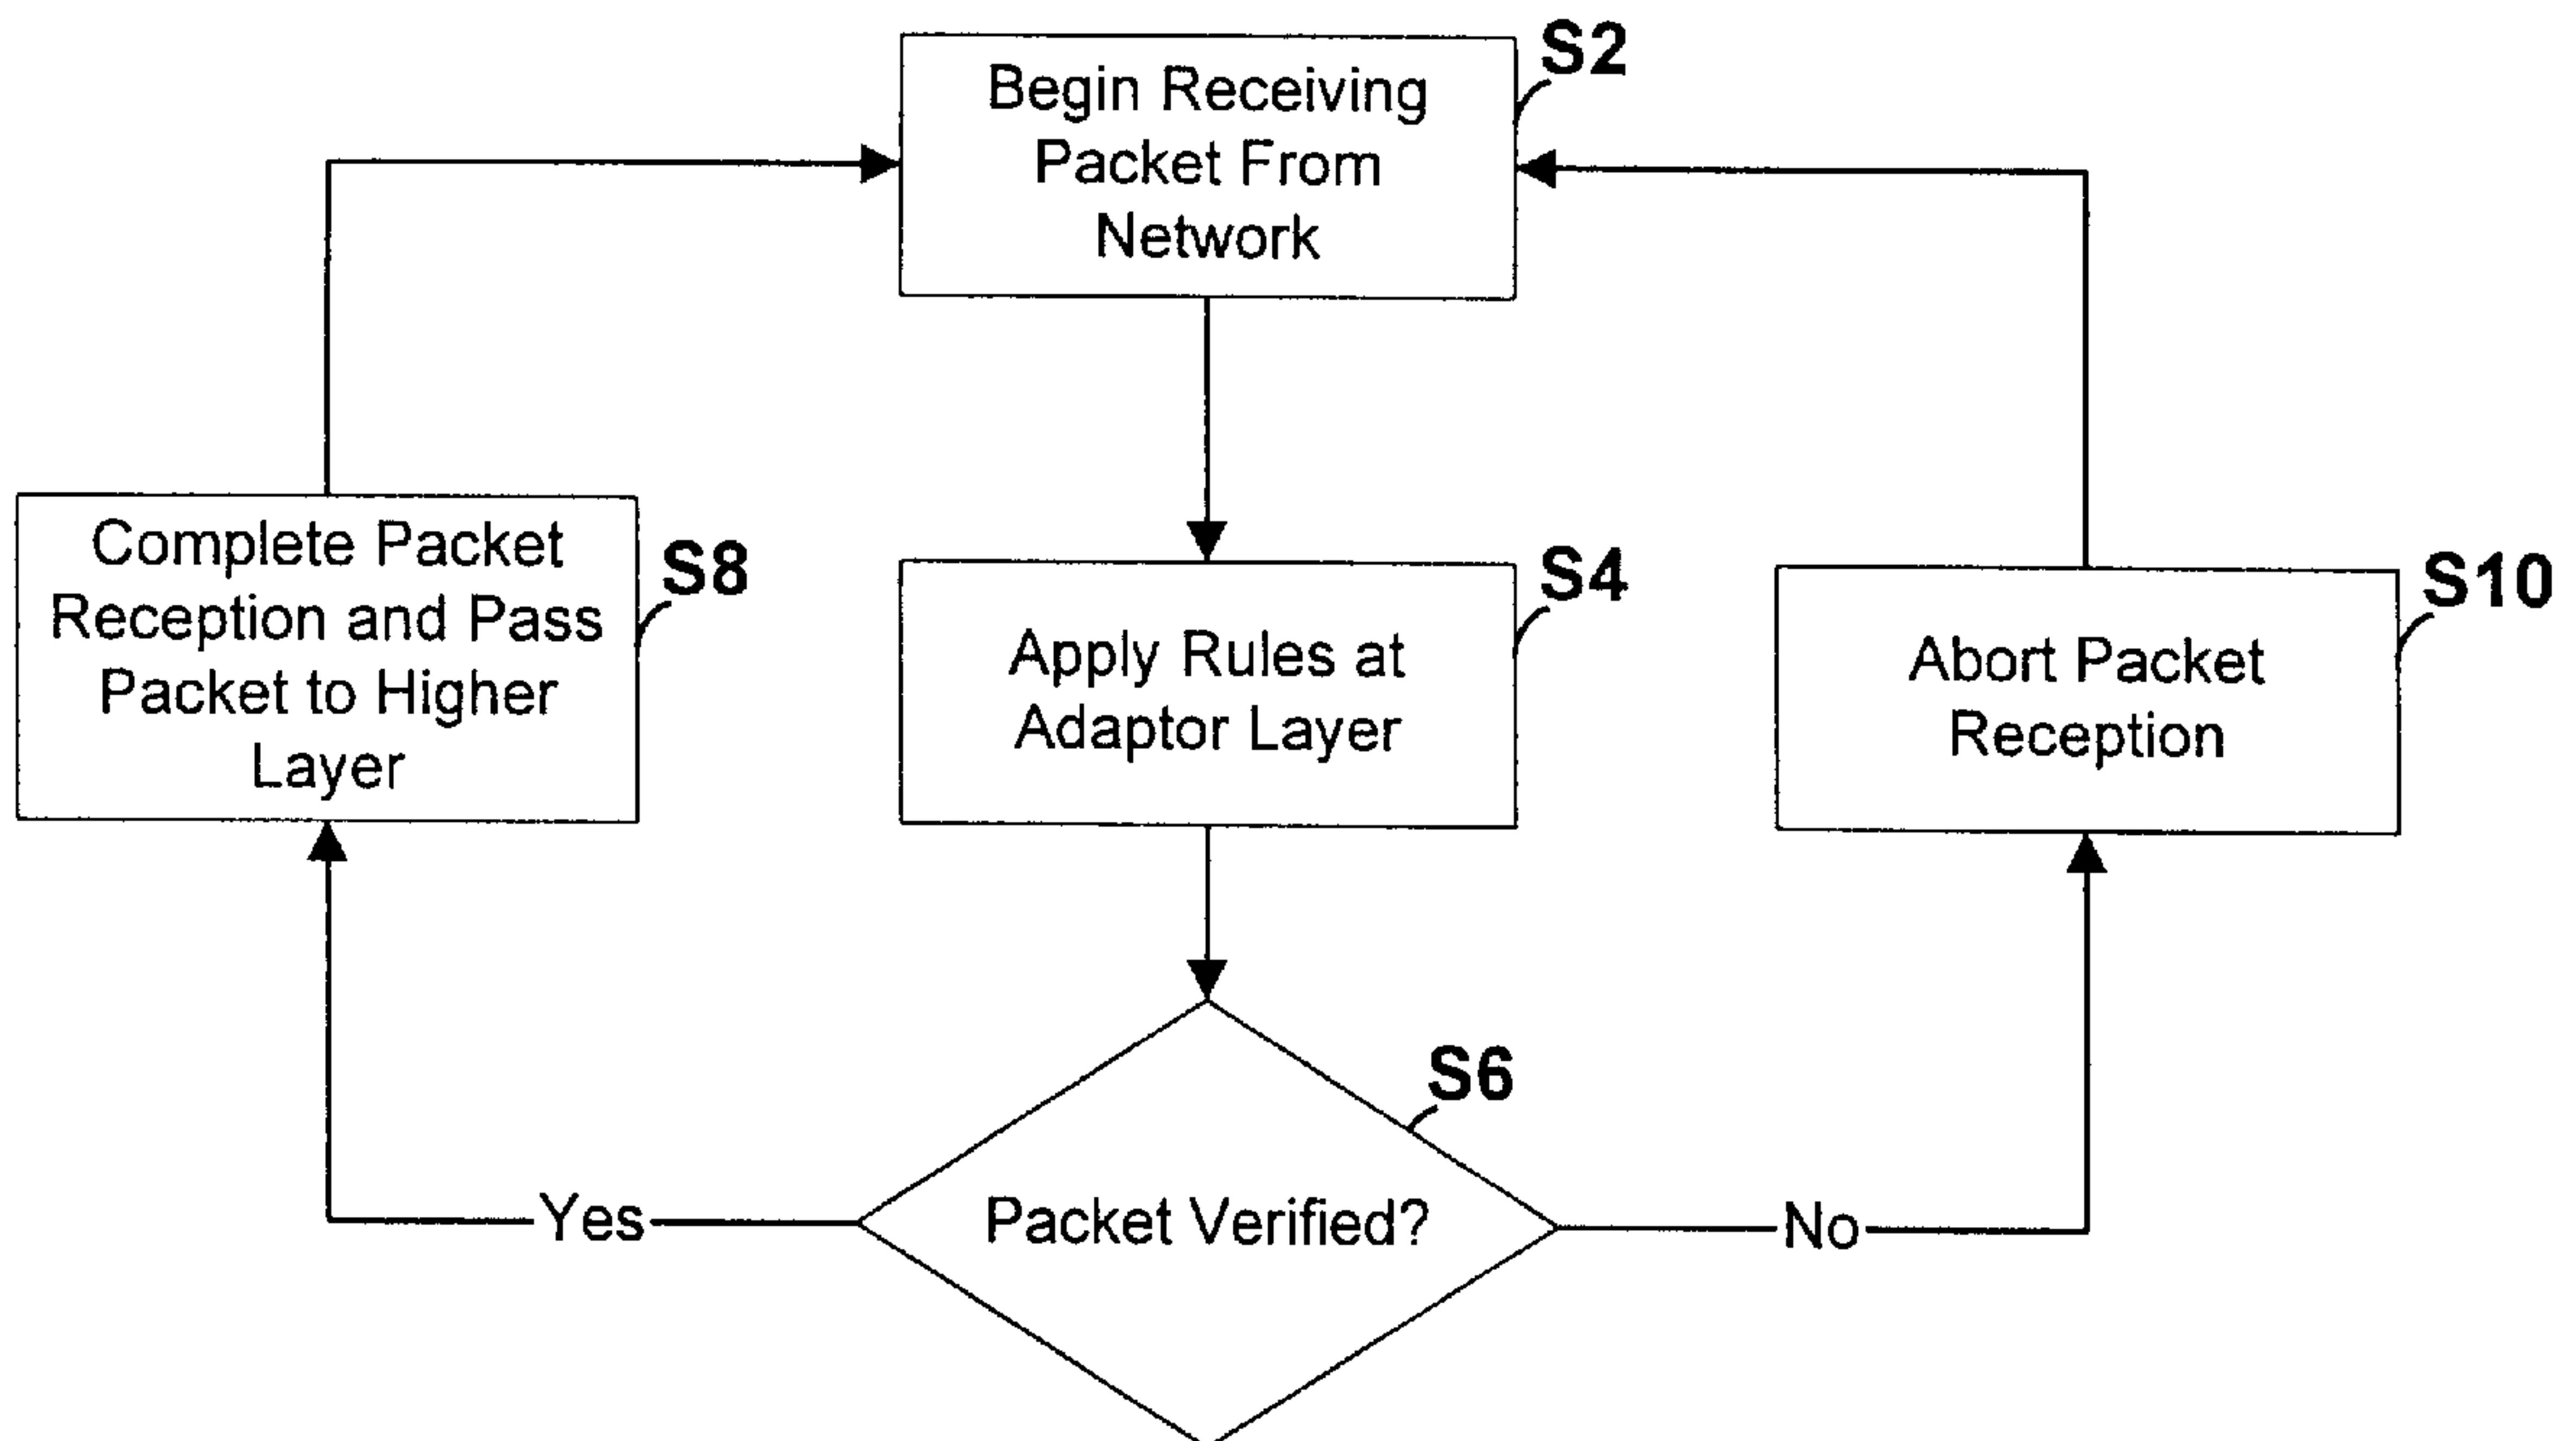 Begin Receiving
Packet From
Network
S2
Complete Packet
Reception and Pass
Packet to Higher
Layer
S8
Apply Rules at
Adaptor Layer
S4
Abort Packet
Reception
S10
S6
Packet Verified?
Yes
No